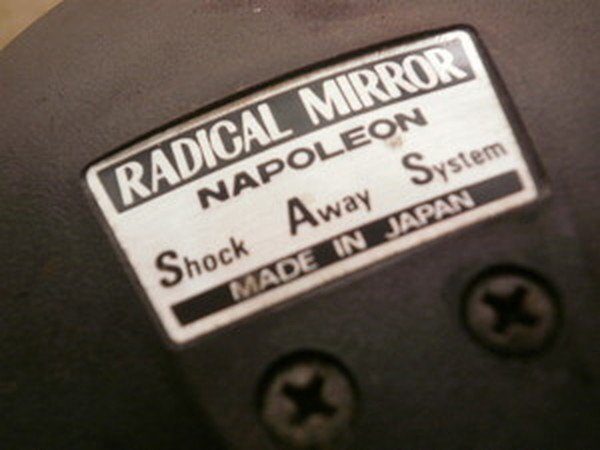 RADICAL MIRROR
NAPOLEON
Shock Away System
MADE IN JAPAN